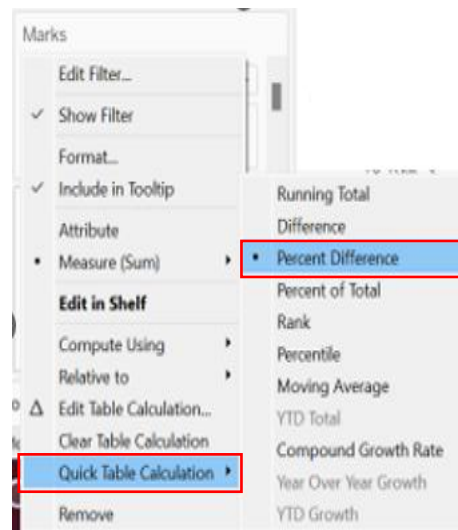 Marks
Edit Filter...
Show Filter
Format...
Include in Tooltip
Attribute
Measure (Sum)
Edit in Shelf
Compute Using
Relative to
Edit Table Calculation...
Clear Table Calculation
Quick Table Calculation
Remove
Running Total
Difference
Percent Difference
Percent of Total
Rank
Percentile
Moving Average
YTD Total
Compound Growth Rate
Year Over Year Growth
YTD Growth